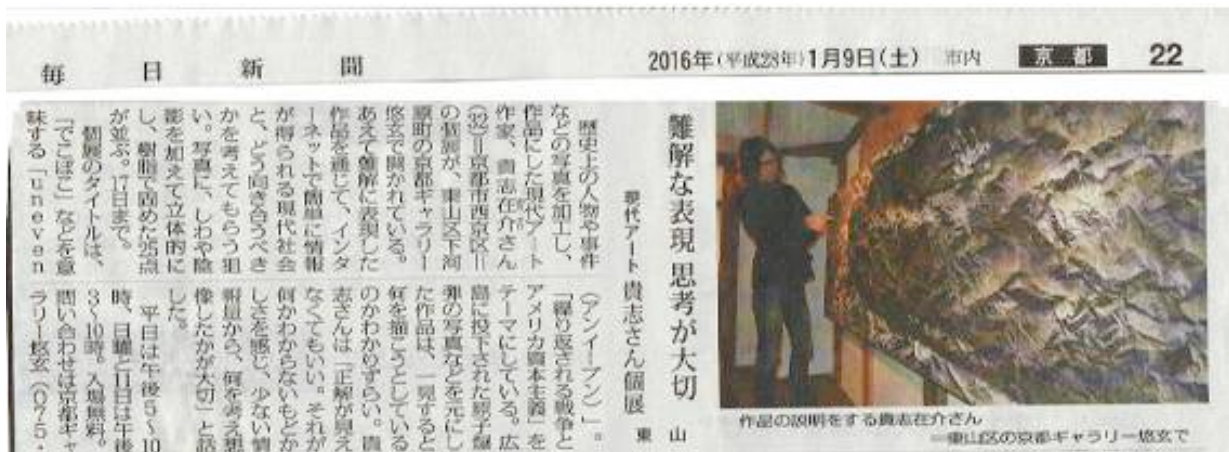 毎日新聞
2016年(平成28年)1月9日(土) 市内 京都 22
難解な表現 思考が大切
現代アート 貴志さん個展
東山
歴史上の人物や事件
などの写真を加工し、
作品にした現代アート
作家、貴志在介さん
(32)=京都市西京区=
の個展が、東山区下河
原町の京都ギャラリー
悠玄で開かれている。
あえて難解に表現した
作品を通じて、インタ
ーネットで簡単に情報
が得られる現代社会
と、どう向き合うべき
かを考えてもらう狙
い。写真に、しわや陰
影を加えて立体的に
し、樹脂で固めた25点
が並ぶ。17日まで。
個展のタイトルは、
「でこぼこ」などを意
味する「uneven
(アンイーブン)」。
「繰り返される戦争と
アメリカ資本主義」を
テーマにしている。広
島に投下された原子爆
弾の写真などを元にし
た作品は、一見すると
何を描こうとしている
のかわかりずらい。貴
志さんは「正解が見え
なくてもいい。それが
何かわからないもどか
しさを感じ、少ない情
報量から、何を考え想
像したかが大切」と話
した。
平日は午後5〜10
時、日曜と11日は午後
3〜10時。入場無料。
問い合わせは京都ギャ
ラリー悠玄(075・
作品の説明をする貴志在介さん
=東山区の京都ギャラリー悠玄で